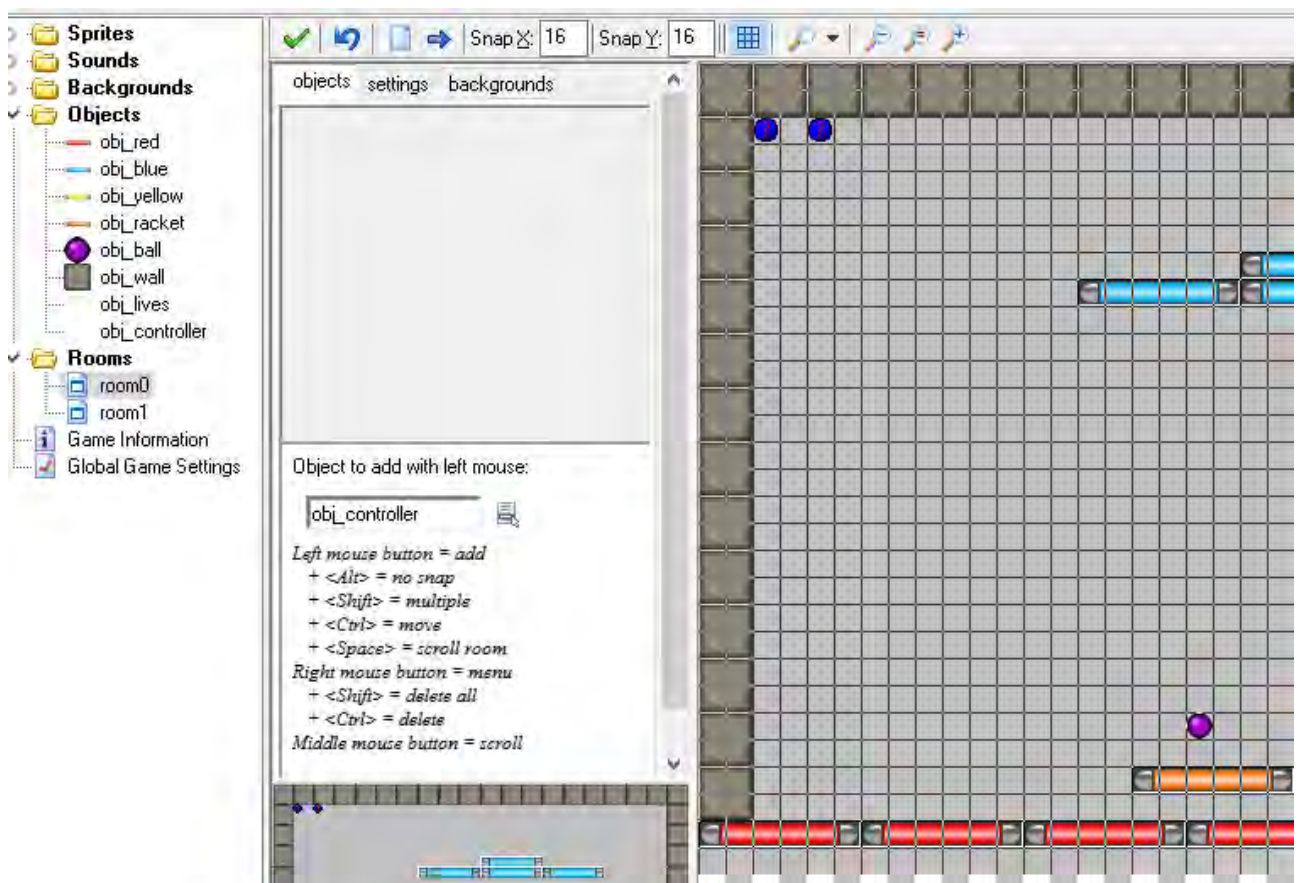 Sprites
Sounds
Backgrounds
Objects
obj_red
obj_blue
obj_yellow
obj_racket
obj_ball
obj_wall
obj_lives
obj_controller
Rooms
room0
room1
Game Information
Global Game Settings
Snap X: 16 Snap Y: 16
objects settings backgrounds
Object to add with left mouse:
obj_controller
Left mouse button = add
+ <Alt> = no snap
+ <Shift> = multiple
+ <Ctrl> = move
+ <Space> = scroll room
Right mouse button = menu
+ <Shift> = delete all
+ <Ctrl> = delete
Middle mouse button = scroll
? ?